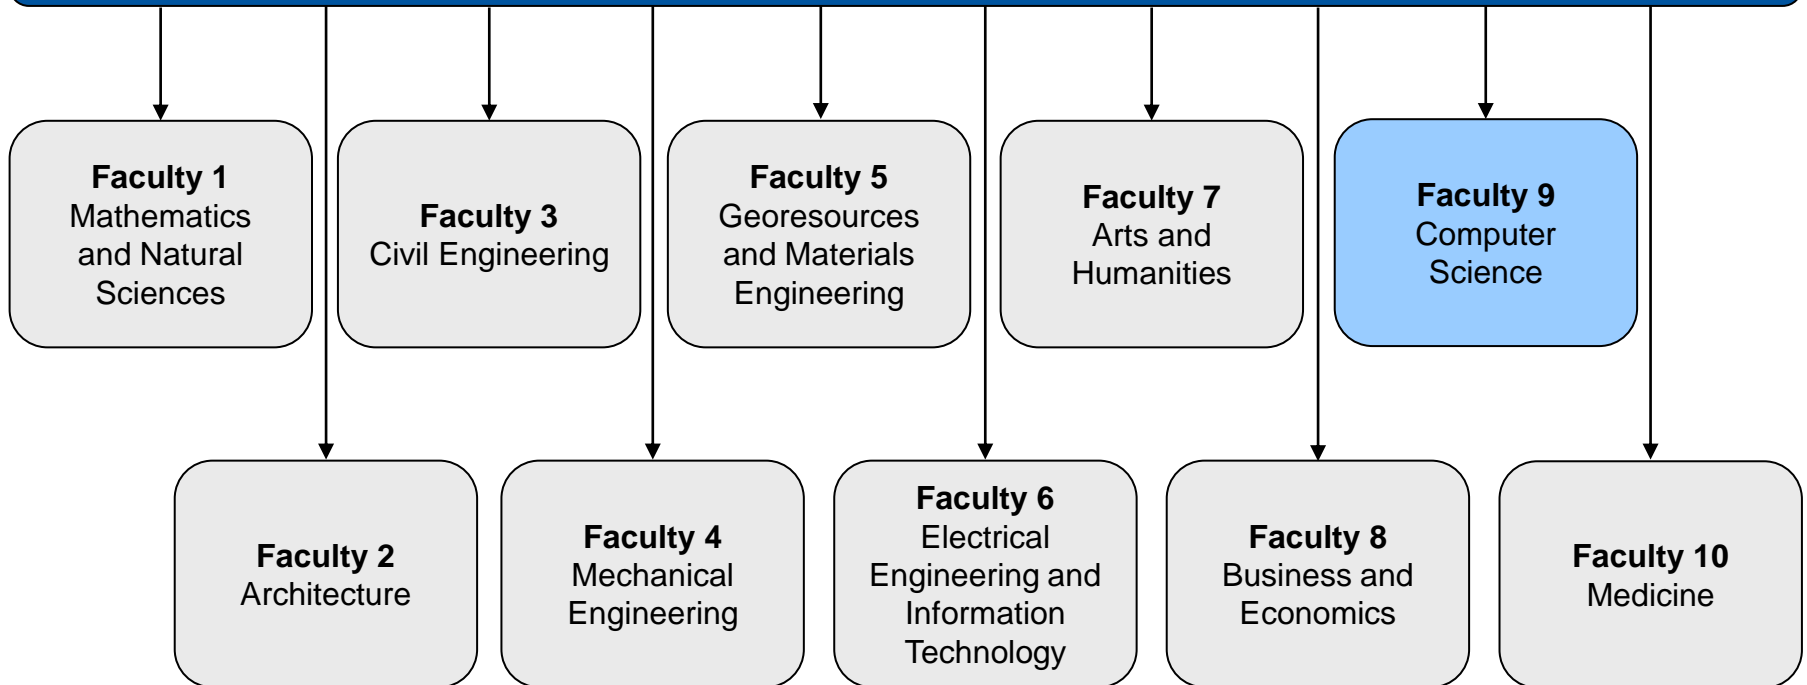 Faculty 1
Mathematics
and Natural
Sciences
Faculty 3
Civil Engineering
Faculty 5
Georesources
and Materials
Engineering
Faculty 7
Arts and
Humanities
Faculty 9
Computer
Science
Faculty 2
Architecture
Faculty 4
Mechanical
Engineering
Faculty 6
Electrical
Engineering and
Information
Technology
Faculty 8
Business and
Economics
Faculty 10
Medicine